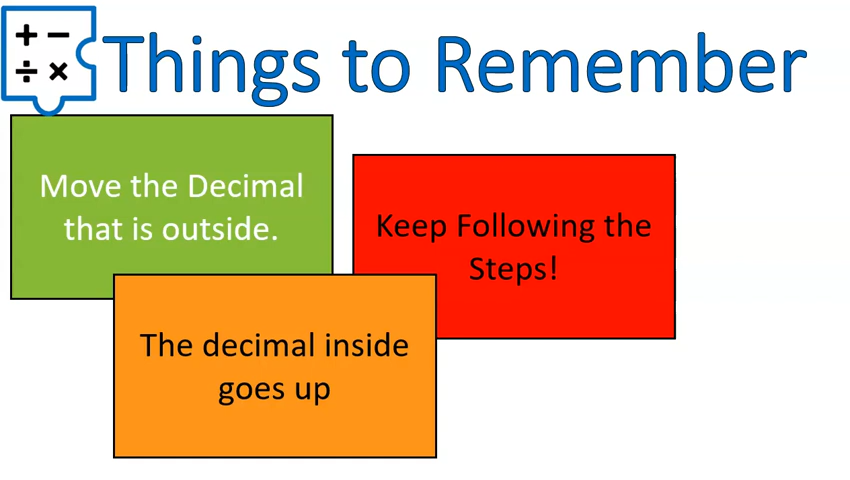 + −
÷ ×
Things to Remember
Move the Decimal
that is outside.
Keep Following the
Steps!
The decimal inside
goes up